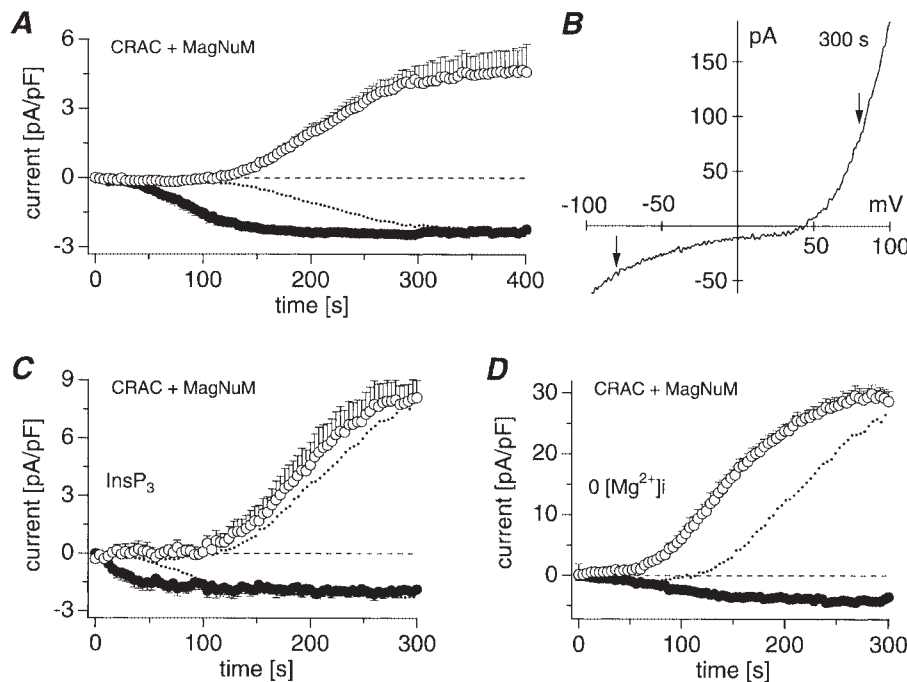 A
CRAC + MagNuM
current [pA/pF]
6
3
0
-3
0
100
200
300
400
time [s]
B
pA
300 s
150
100
50
-50
-100
-50
50
100
mV
C
CRAC + MagNuM
InsP3
current [pA/pF]
9
6
3
0
-3
0
100
200
300
time [s]
D
CRAC + MagNuM
0 [Mg2+]i
current [pA/pF]
30
20
10
0
0
100
200
300
time [s]